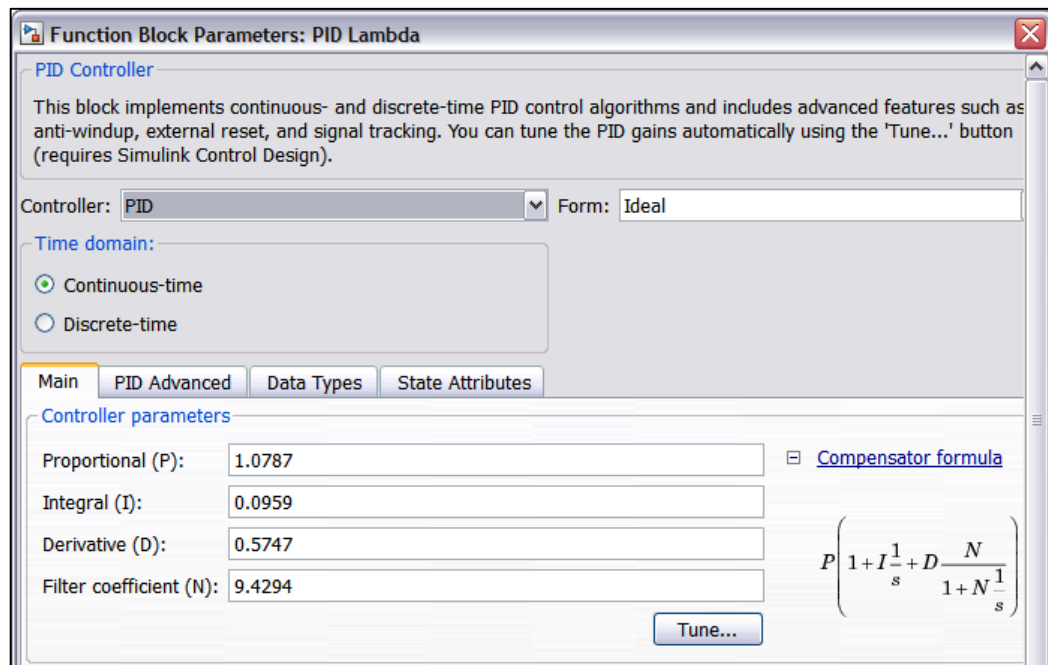 Function Block Parameters: PID Lambda
PID Controller
This block implements continuous- and discrete-time PID control algorithms and includes advanced features such as
anti-windup, external reset, and signal tracking. You can tune the PID gains automatically using the 'Tune...' button
(requires Simulink Control Design).
Controller: PID Form: Ideal
Time domain:
Continuous-time
Discrete-time
Main PID Advanced Data Types State Attributes
Controller parameters
Proportional (P): 1.0787 Compensator formula
Integral (I): 0.0959
Derivative (D): 0.5747
Filter coefficient (N): 9.4294
P(1+I1/s+D N/(1+N1/s))
Tune...